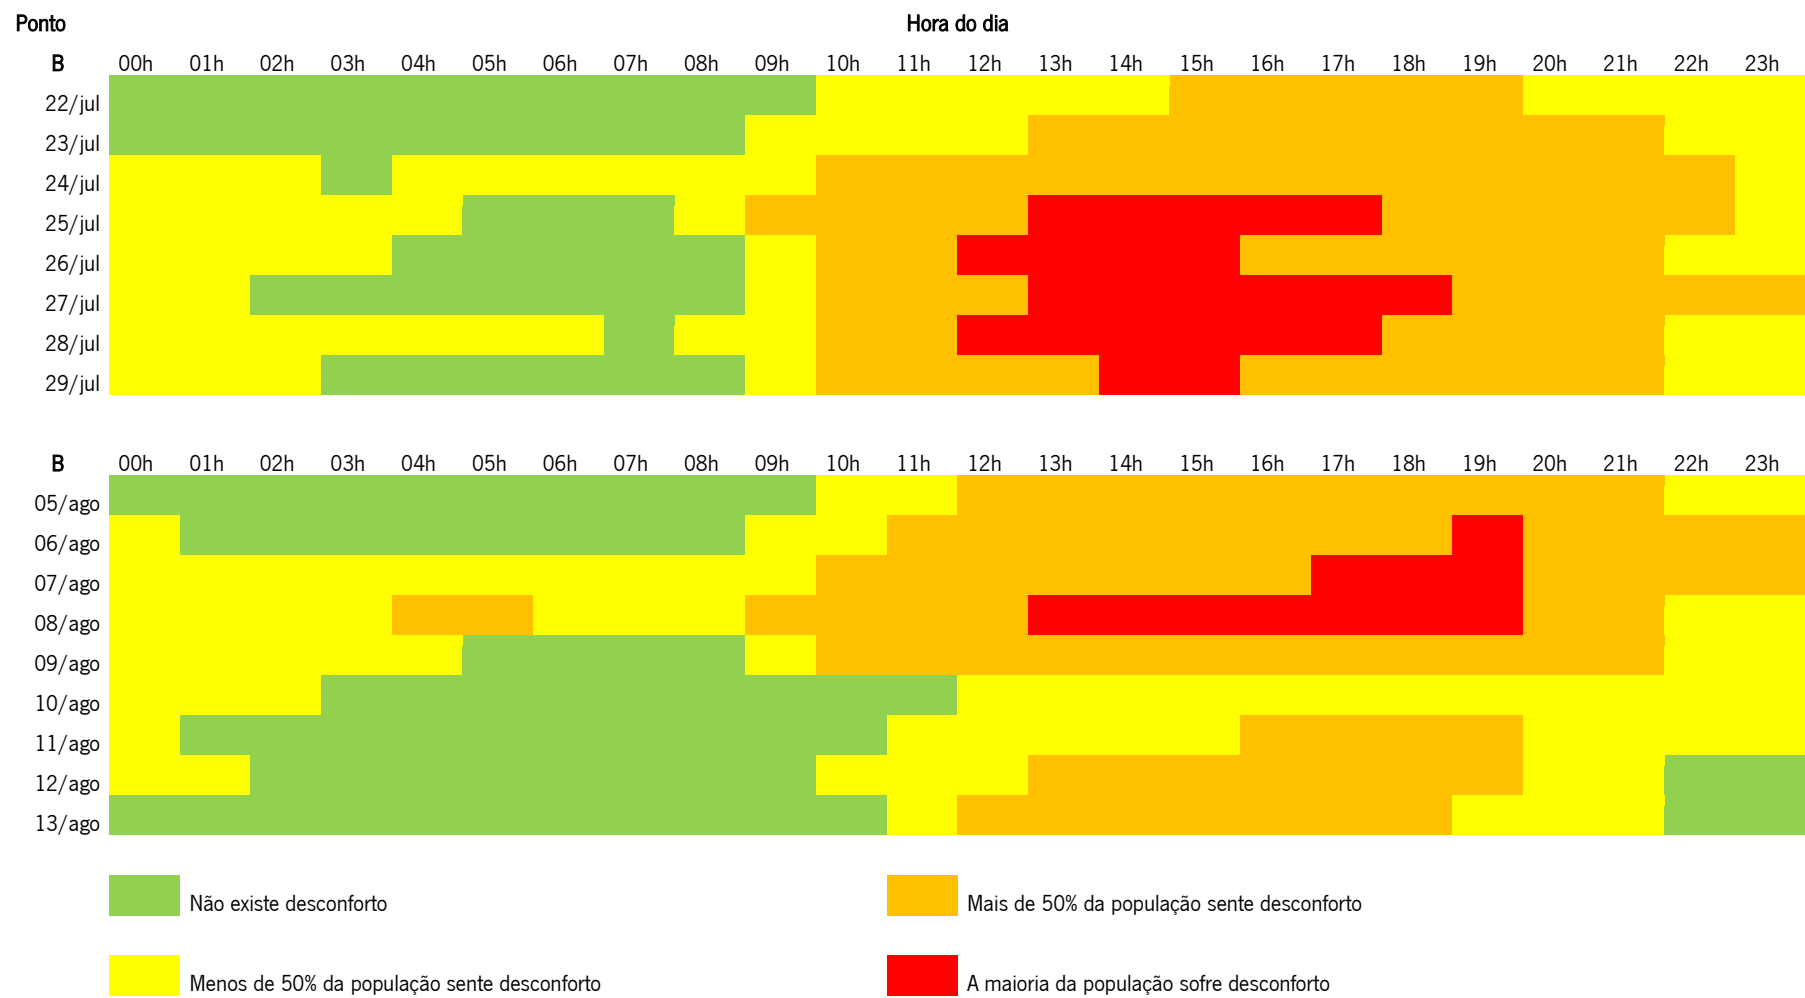 Ponto Hora do dia
B 00h 01h 02h 03h 04h 05h 06h 07h 08h 09h 10h 11h 12h 13h 14h 15h 16h 17h 18h 19h 20h 21h 22h 23h
22/jul
23/jul
24/jul
25/jul
26/jul
27/jul
28/jul
29/jul
B 00h 01h 02h 03h 04h 05h 06h 07h 08h 09h 10h 11h 12h 13h 14h 15h 16h 17h 18h 19h 20h 21h 22h 23h
05/ago
06/ago
07/ago
08/ago
09/ago
10/ago
11/ago
12/ago
13/ago
Não existe desconforto Mais de 50% da população sente desconforto
Menos de 50% da população sente desconforto A maioria da população sofre desconforto